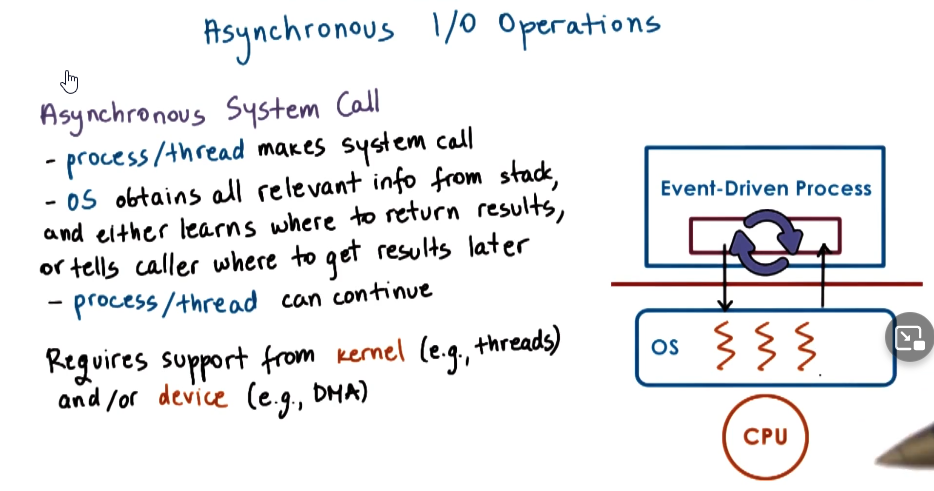 Asynchronous I/O Operations
Asynchronous System Call
- process/thread makes system call
- OS obtains all relevant info from stack,
and either learns where to return results,
or tells caller where to get results later
- process/thread can continue
Requires support from kernel (e.g., threads)
and/or device (e.g., DMA)
Event-Driven Process
OS
CPU